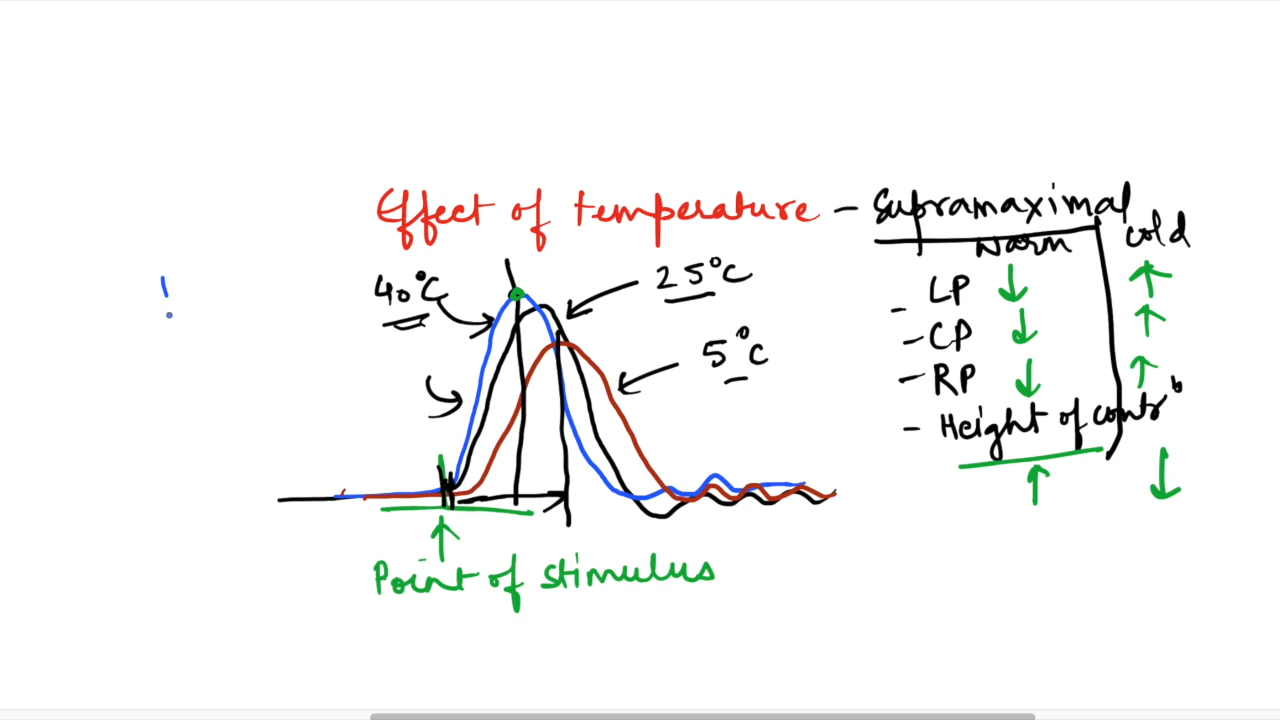 Effect of temperature - Supramaximal
warm cold
40°C 25°C
- LP ↓ ↑
5°C
- CP ↓ ↑
- RP ↓ ↑
- Height of contrⁿ
↑ ↓
Point of stimulus